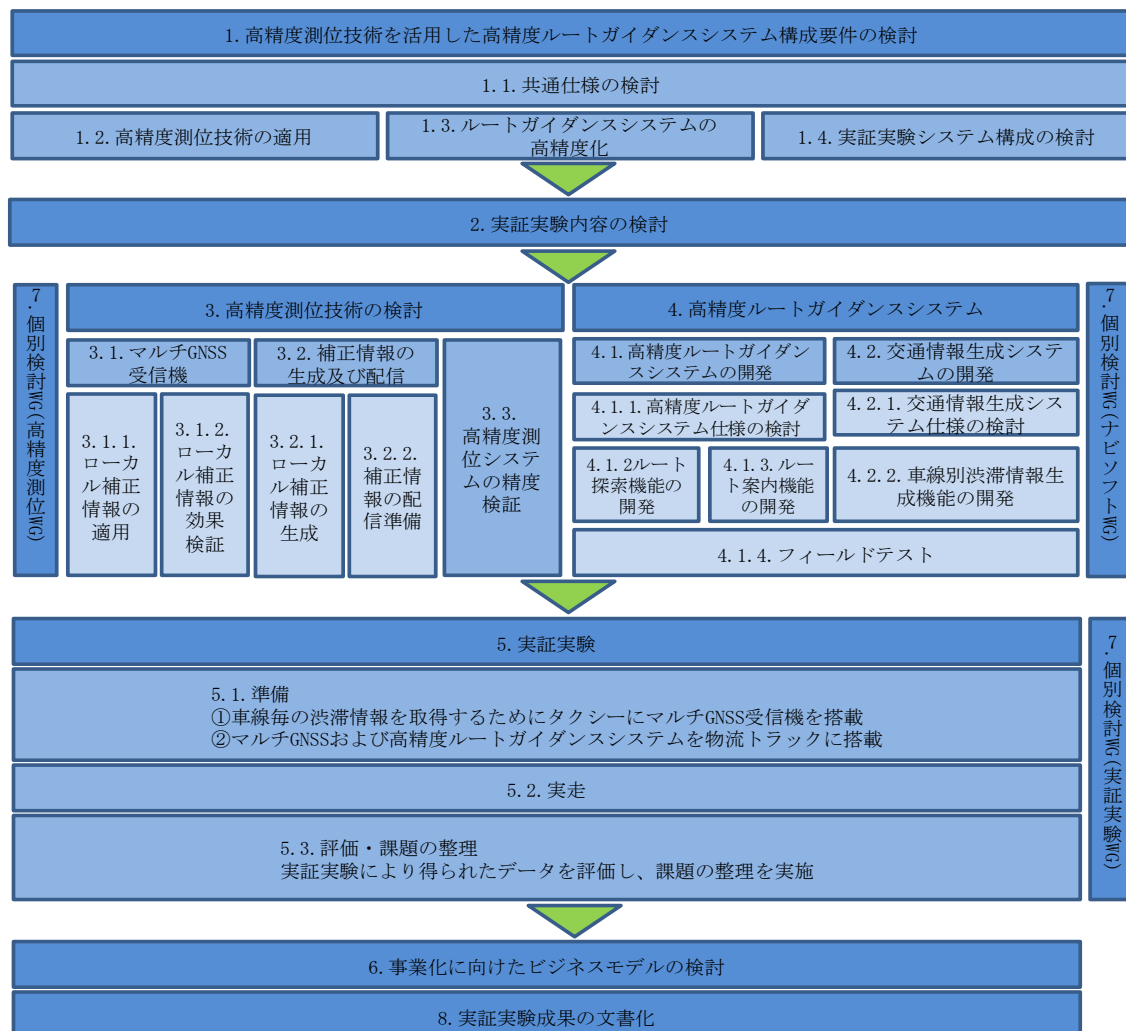 1.高精度測位技術を活用した高精度ルートガイダンスシステム構成要件の検討
1.1.共通仕様の検討
1.2.高精度測位技術の適用
1.3.ルートガイダンスシステムの
高精度化
1.4.実証実験システム構成の検討
2.実証実験内容の検討
7.個別検討WG(高精度測位WG)
3.高精度測位技術の検討
3.1.マルチGNSS
受信機
3.2.補正情報の
生成及び配信
3.1.1.
ローカ
ル補正
情報の
適用
3.1.2.
ローカ
ル補正
情報の
効果
検証
3.2.1.
ローカ
ル補正
情報の
生成
3.2.2.
補正情
報の配
信準備
3.3.
高精度測
位システ
ムの精度
検証
4.高精度ルートガイダンスシステム
4.1.高精度ルートガイダン
スシステムの開発
4.2.交通情報生成システ
ムの開発
4.1.1.高精度ルートガイダ
ンスシステム仕様の検討
4.2.1.交通情報生成シス
テム仕様の検討
4.1.2ルート
探索機能の
開発
4.1.3.ルー
ト案内機能
の開発
4.2.2.車線別渋滞情報生
成機能の開発
4.1.4.フィールドテスト
7.個別検討WG(ナビソフトWG)
5.実証実験
5.1.準備
①車線毎の渋滞情報を取得するためにタクシーにマルチGNSS受信機を搭載
②マルチGNSSおよび高精度ルートガイダンスシステムを物流トラックに搭載
5.2.実走
5.3.評価・課題の整理
実証実験により得られたデータを評価し、課題の整理を実施
7.個別検討WG(実証実験WG)
6.事業化に向けたビジネスモデルの検討
8.実証実験成果の文書化